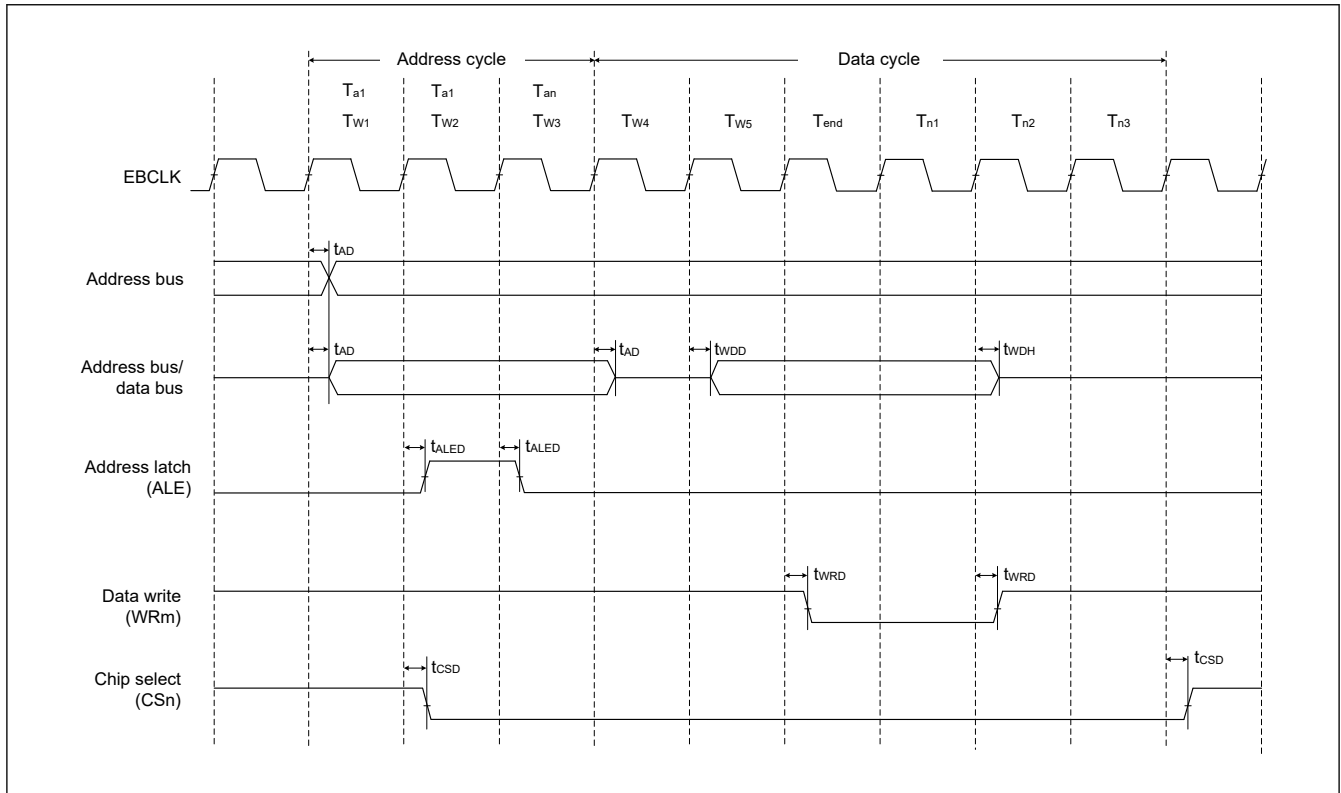 Address cycle Data cycle
Ta1 Ta1 Tan
TW1 TW2 TW3 TW4 TW5 Tend Tn1 Tn2 Tn3
EBCLK
tAD
Address bus
tAD tAD tWDD tWDH
Address bus/
data bus
tALED tALED
Address latch
(ALE)
tWRD tWRD
Data write
(WRm)
tCSD tCSD
Chip select
(CSn)